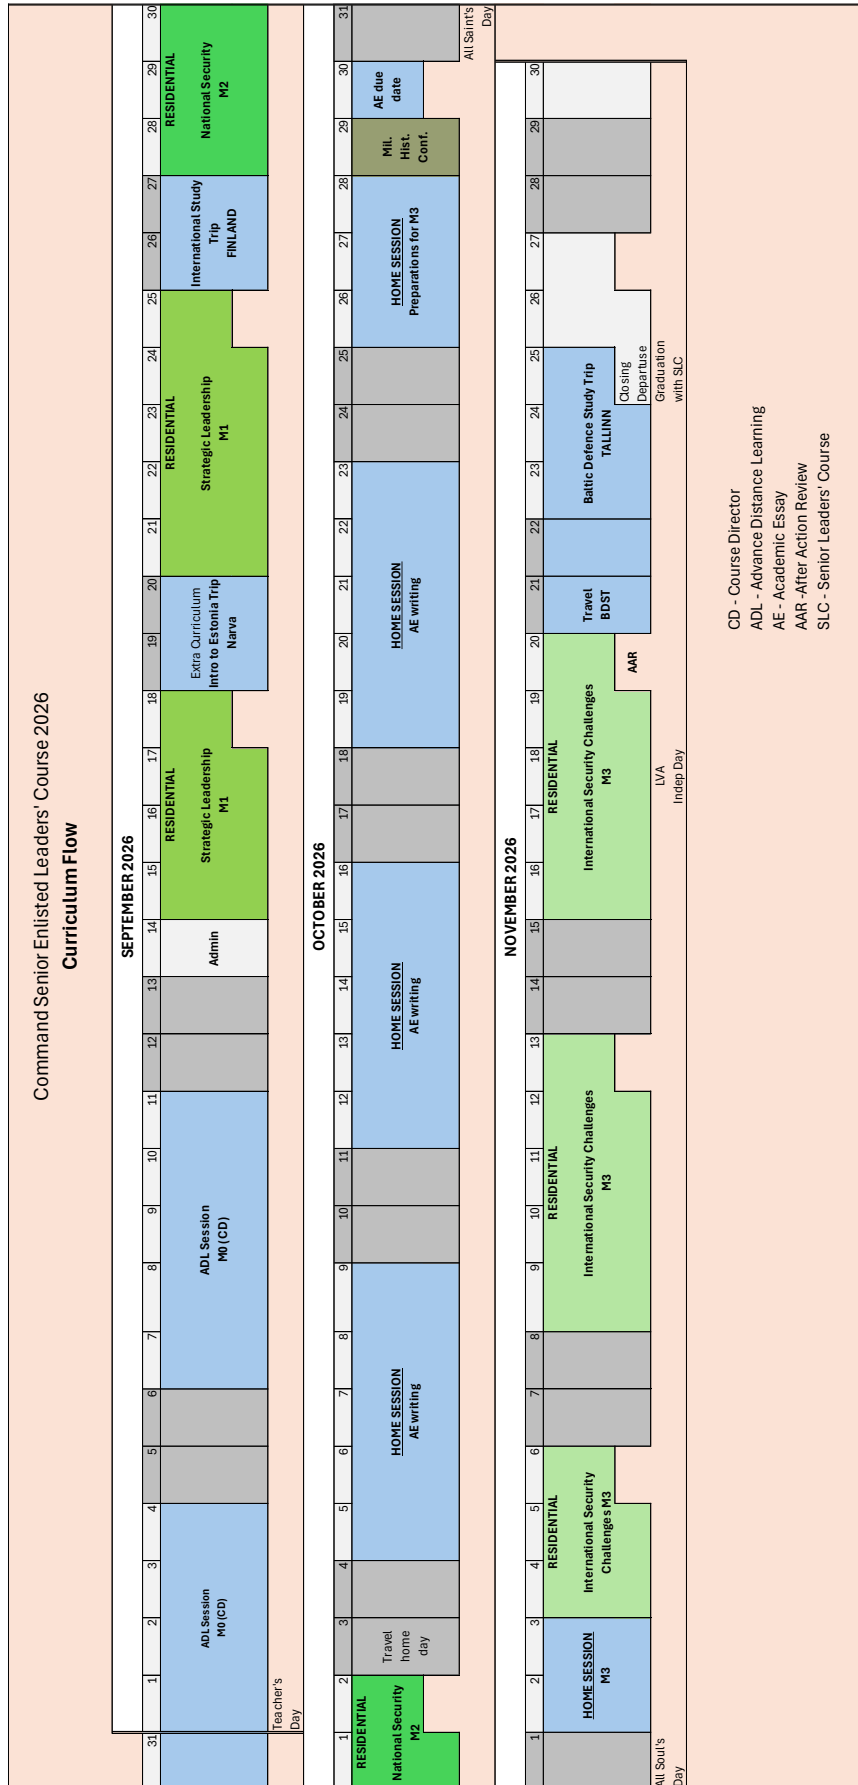 Command Senior Enlisted Leaders' Course 2026
Curriculum Flow
SEPTEMBER 2026
31 1 2 3 4 5 6 7 8 9 10 11 12 13 14 15 16 17 18 19 20 21 22 23 24 25 26 27 28 29 30
ADL Session
M0 (CD)
ADL Session
M0 (CD)
Admin
RESIDENTIAL
Strategic Leadership
M1
Extra Qurriculum
Intro to Estonia Trip
Narva
RESIDENTIAL
Strategic Leadership
M1
International Study
Trip
FINLAND
RESIDENTIAL
National Security
M2
Teacher's
Day
OCTOBER 2026
1 2 3 4 5 6 7 8 9 10 11 12 13 14 15 16 17 18 19 20 21 22 23 24 25 26 27 28 29 30 31
RESIDENTIAL
National Security
M2
Travel
home
day
HOME SESSION
AE writing
HOME SESSION
AE writing
HOME SESSION
AE writing
HOME SESSION
Preparations for M3
Mil.
Hist.
Conf.
AE due
date
All Saint's
Day
NOVEMBER 2026
1 2 3 4 5 6 7 8 9 10 11 12 13 14 15 16 17 18 19 20 21 22 23 24 25 26 27 28 29 30
HOME SESSION
M3
RESIDENTIAL
International Security
Challenges M3
RESIDENTIAL
International Security Challenges
M3
RESIDENTIAL
International Security Challenges
M3
AAR
Travel
BDST
Baltic Defence Study Trip
TALLINN
Closing
Departuse
All Soul's
Day
LVA
Indep Day
Graduation
with SLC
CD - Course Director
ADL - Advance Distance Learning
AE - Academic Essay
AAR -After Action Review
SLC - Senior Leaders' Course